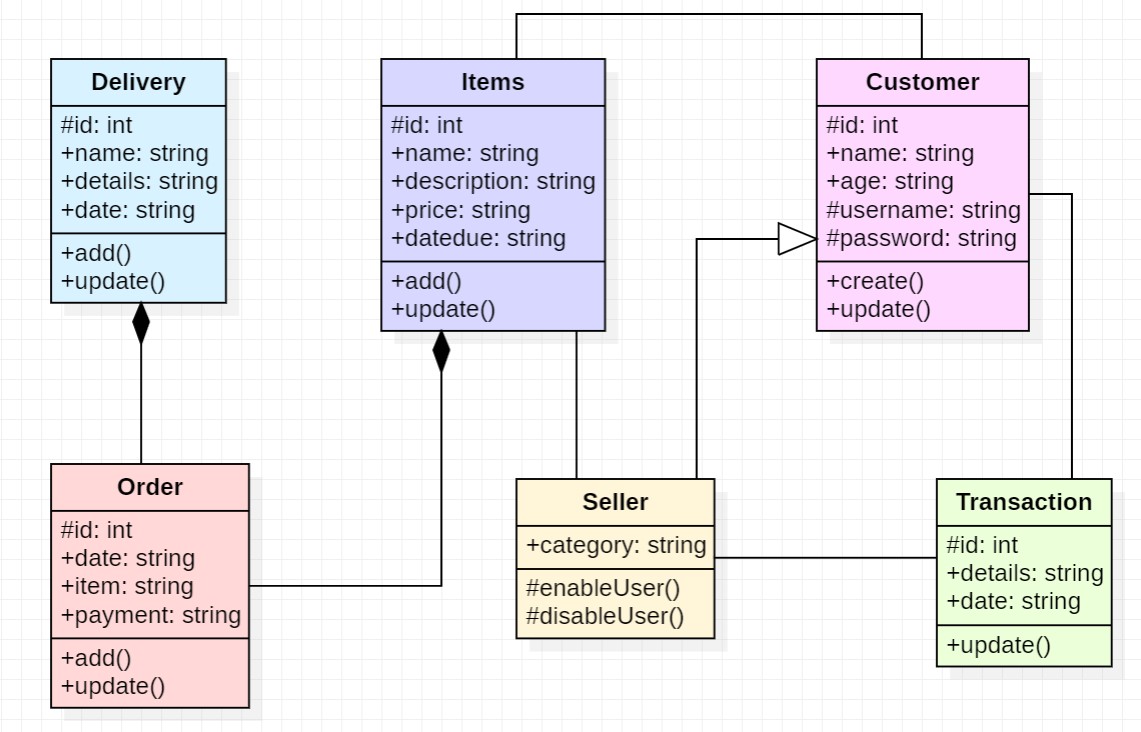 Delivery
#id: int
+name: string
+details: string
+date: string
+add()
+update()
Items
#id: int
+name: string
+description: string
+price: string
+datedue: string
+add()
+update()
Customer
#id: int
+name: string
+age: string
#username: string
#password: string
+create()
+update()
Order
#id: int
+date: string
+item: string
+payment: string
+add()
+update()
Seller
+category: string
#enableUser()
#disableUser()
Transaction
#id: int
+details: string
+date: string
+update()